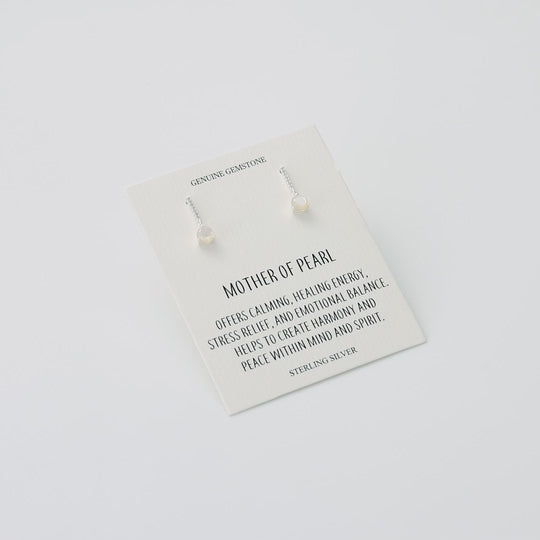 GENUINE GEMSTONE
MOTHER OF PEARL
OFFERS CALMING, HEALING ENERGY,
STRESS RELIEF, AND EMOTIONAL BALANCE.
HELPS TO CREATE HARMONY AND
PEACE WITHIN MIND AND SPIRIT.
STERLING SILVER